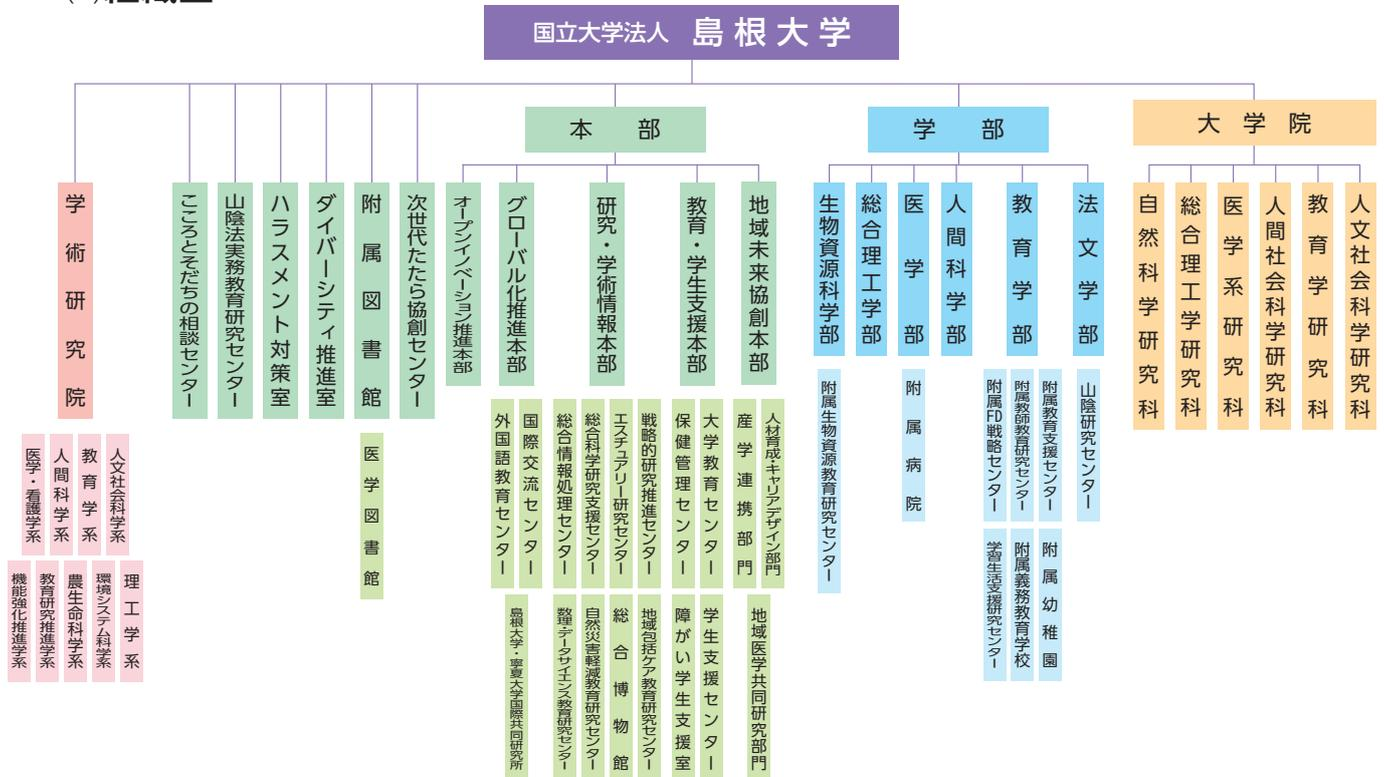 国立大学法人 島根大学
本部
学部
大学院
学術研究院
こころとそだちの相談センター
山陰法実務教育研究センター
ハラスメント対策室
ダイバーシティ推進室
附属図書館
次世代たたら協創センター
オープンイノベーション推進本部
グローバル化推進本部
研究・学術情報本部
教育・学生支援本部
地域未来協創本部
生物資源科学部
総合理工学部
医学部
人間科学部
教育学部
法文学部
自然科学研究科
総合理工学研究科
医学系研究科
人間社会科学研究科
教育学研究科
人文社会科学研究科
医学・看護学系
人間科学系
教育学系
人文社会科学系
機能強化推進学系
教育研究推進学系
農生命科学系
環境システム科学系
理工学系
医学図書館
外国語教育センター
国際交流センター
総合情報処理センター
総合科学研究支援センター
エスチュアリー研究センター
戦略的研究推進センター
保健管理センター
大学教育センター
産学連携部門
人材育成・キャリアデザイン部門
島根大学・寧夏大学国際共同研究所
数理・データサイエンス教育研究センター
自然災害軽減教育研究センター
総合博物館
地域包括ケア教育研究センター
障がい学生支援室
学生支援センター
地域医学共同研究部門
附属生物資源教育研究センター
附属病院
附属FD戦略センター
附属教師教育研究センター
附属教育支援センター
山陰研究センター
学習生活支援研究センター
附属義務教育学校
附属幼稚園